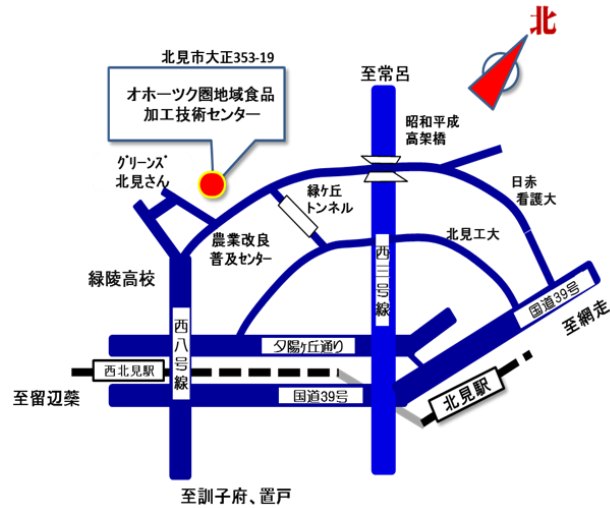 北
北見市大正353-19
オホーツク圏地域食品
加工技術センター
至常呂
昭和平成
高架橋
グリーンズ
北見さん
緑ヶ丘
トンネル
日赤
看護大
農業改良
普及センター
北見工大
緑陵高校
西三号線
国道39号
至網走
西八号線
夕陽ヶ丘通り
西北見駅
至留辺蘂
国道39号
北見駅
至訓子府、置戸